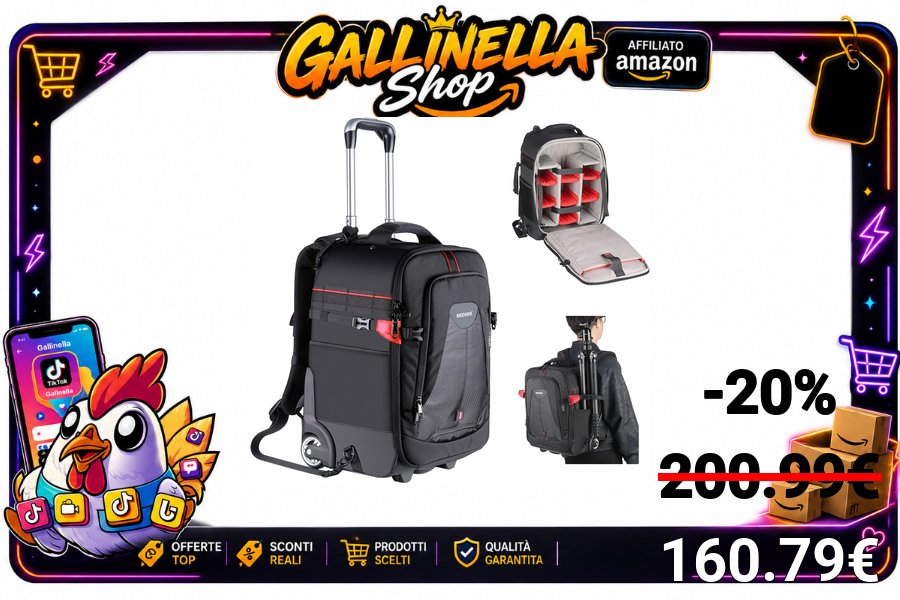 GALLINELLA
Shop
AFFILIATO
amazon
NEEWER
Gallinella
TikTok
Gallinella
-20%
200.99€
160.79€
OFFERTE
TOP
SCONTI
REALI
PRODOTTI
SCELTI
QUALITÀ
GARANTITA